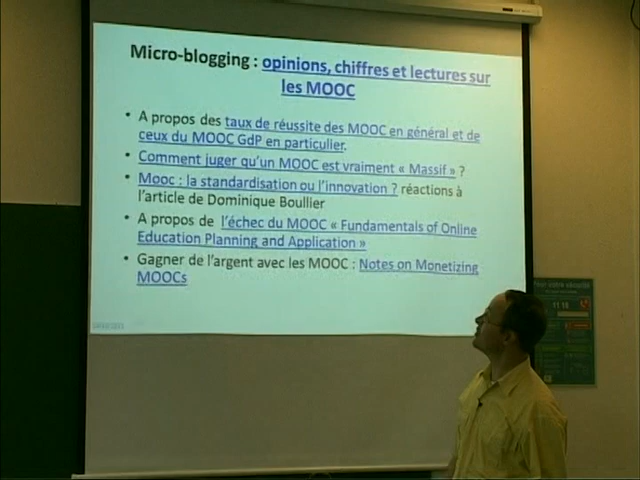 Micro-blogging : opinions, chiffres et lectures sur
les MOOC
• A propos des taux de réussite des MOOC en général et de
ceux du MOOC GdP en particulier.
• Comment juger qu'un MOOC est vraiment « Massif » ?
• Mooc : la standardisation ou l'innovation ? réactions à
l'article de Dominique Boullier
• A propos de l'échec du MOOC « Fundamentals of Online
Education Planning and Application »
• Gagner de l'argent avec les MOOC : Notes on Monetizing
MOOCs
Pour votre sécurité